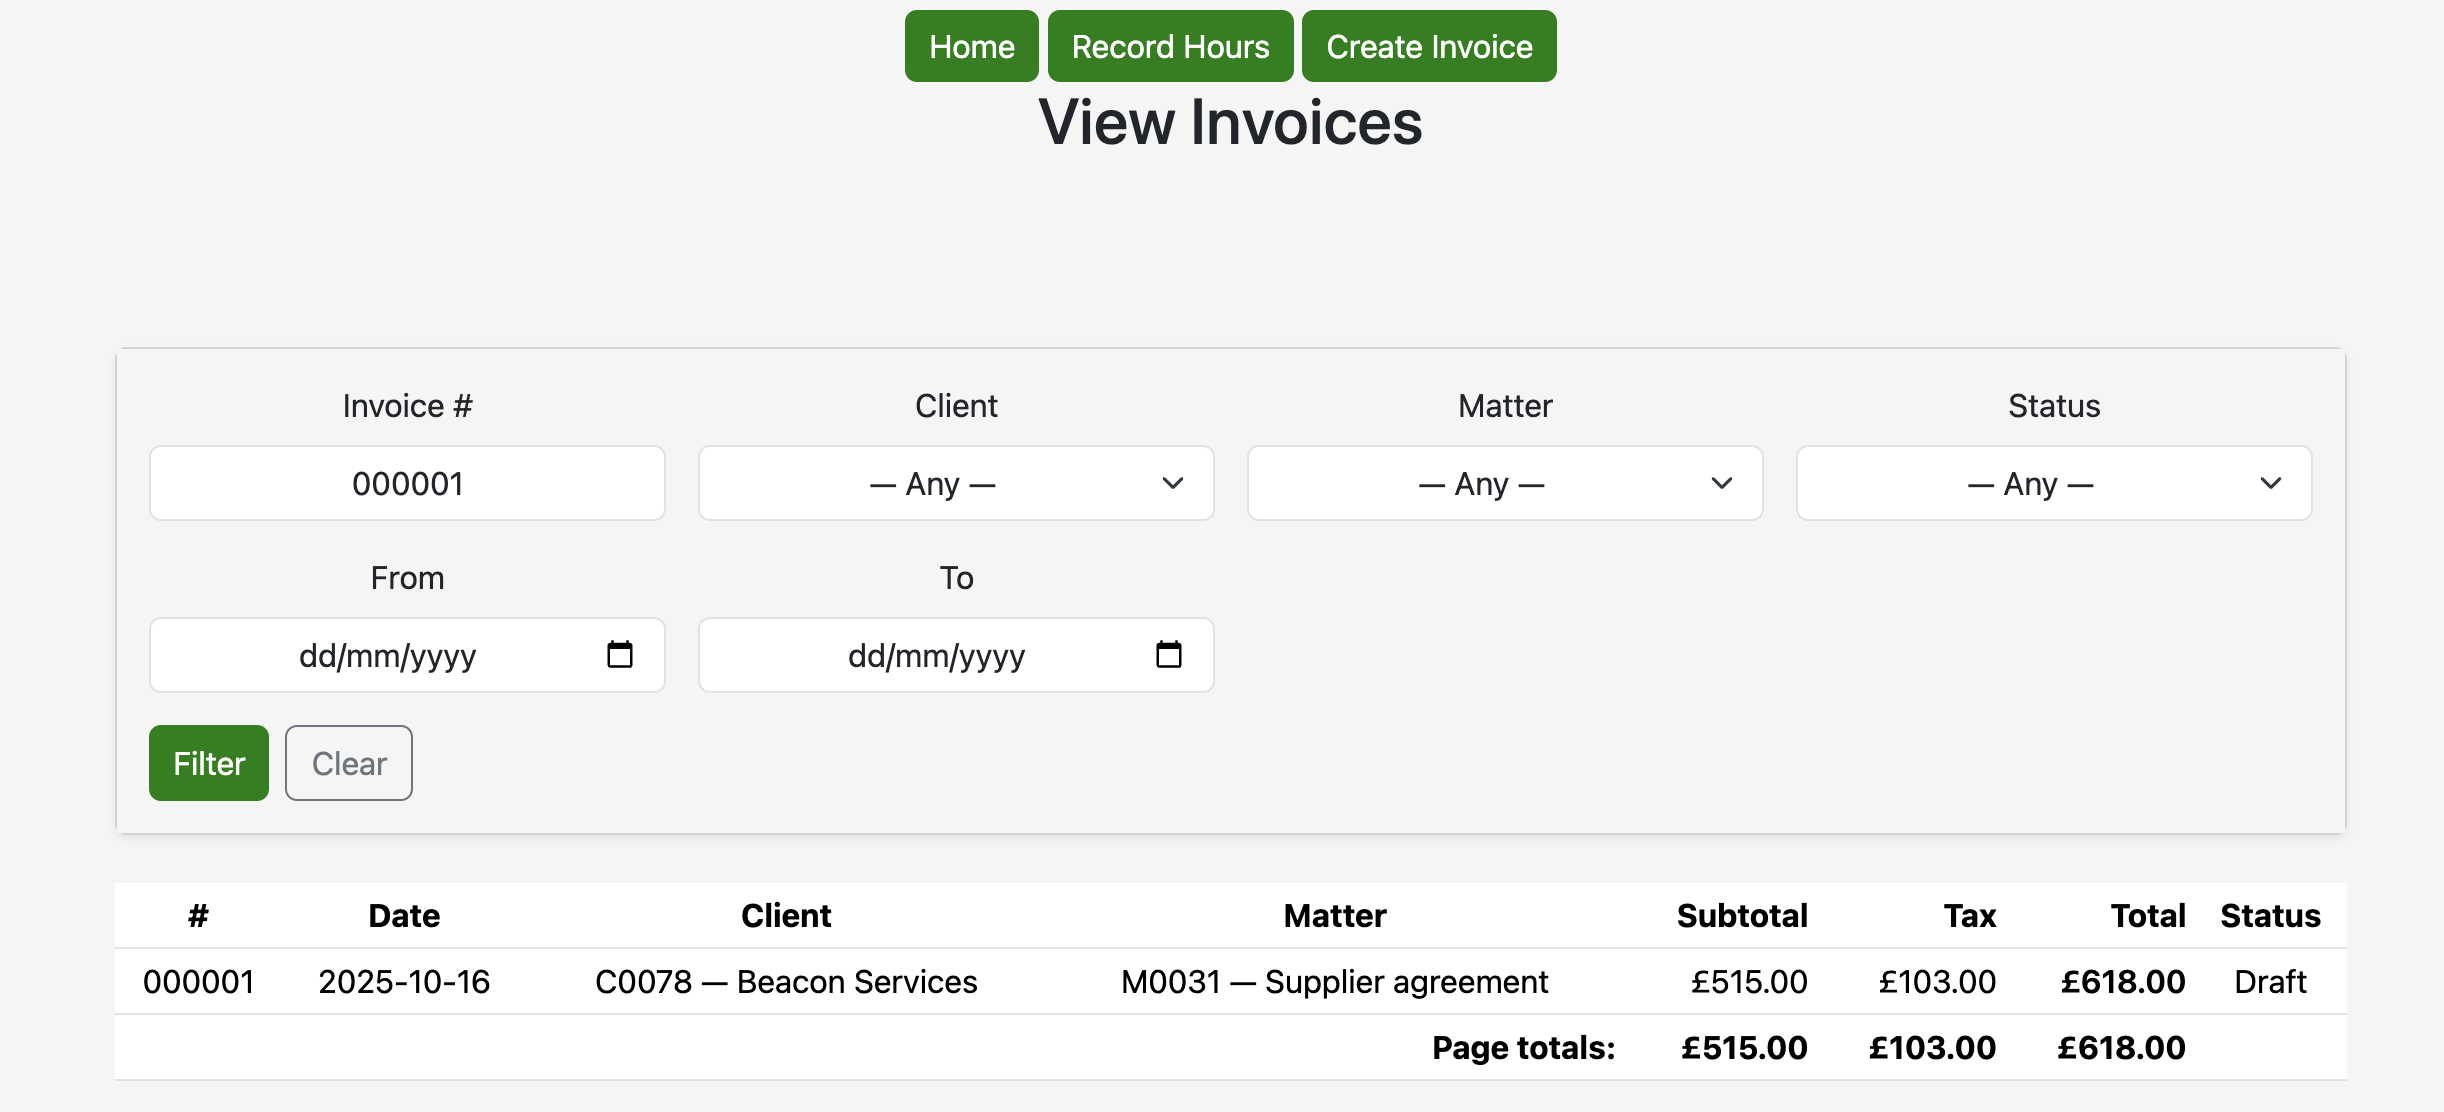 Home Record Hours Create Invoice
View Invoices
Invoice # Client Matter Status
000001 — Any — — Any — — Any —
From To
dd/mm/yyyy dd/mm/yyyy
Filter Clear
# Date Client Matter Subtotal Tax Total Status
000001 2025-10-16 C0078 — Beacon Services M0031 — Supplier agreement £515.00 £103.00 £618.00 Draft
Page totals: £515.00 £103.00 £618.00